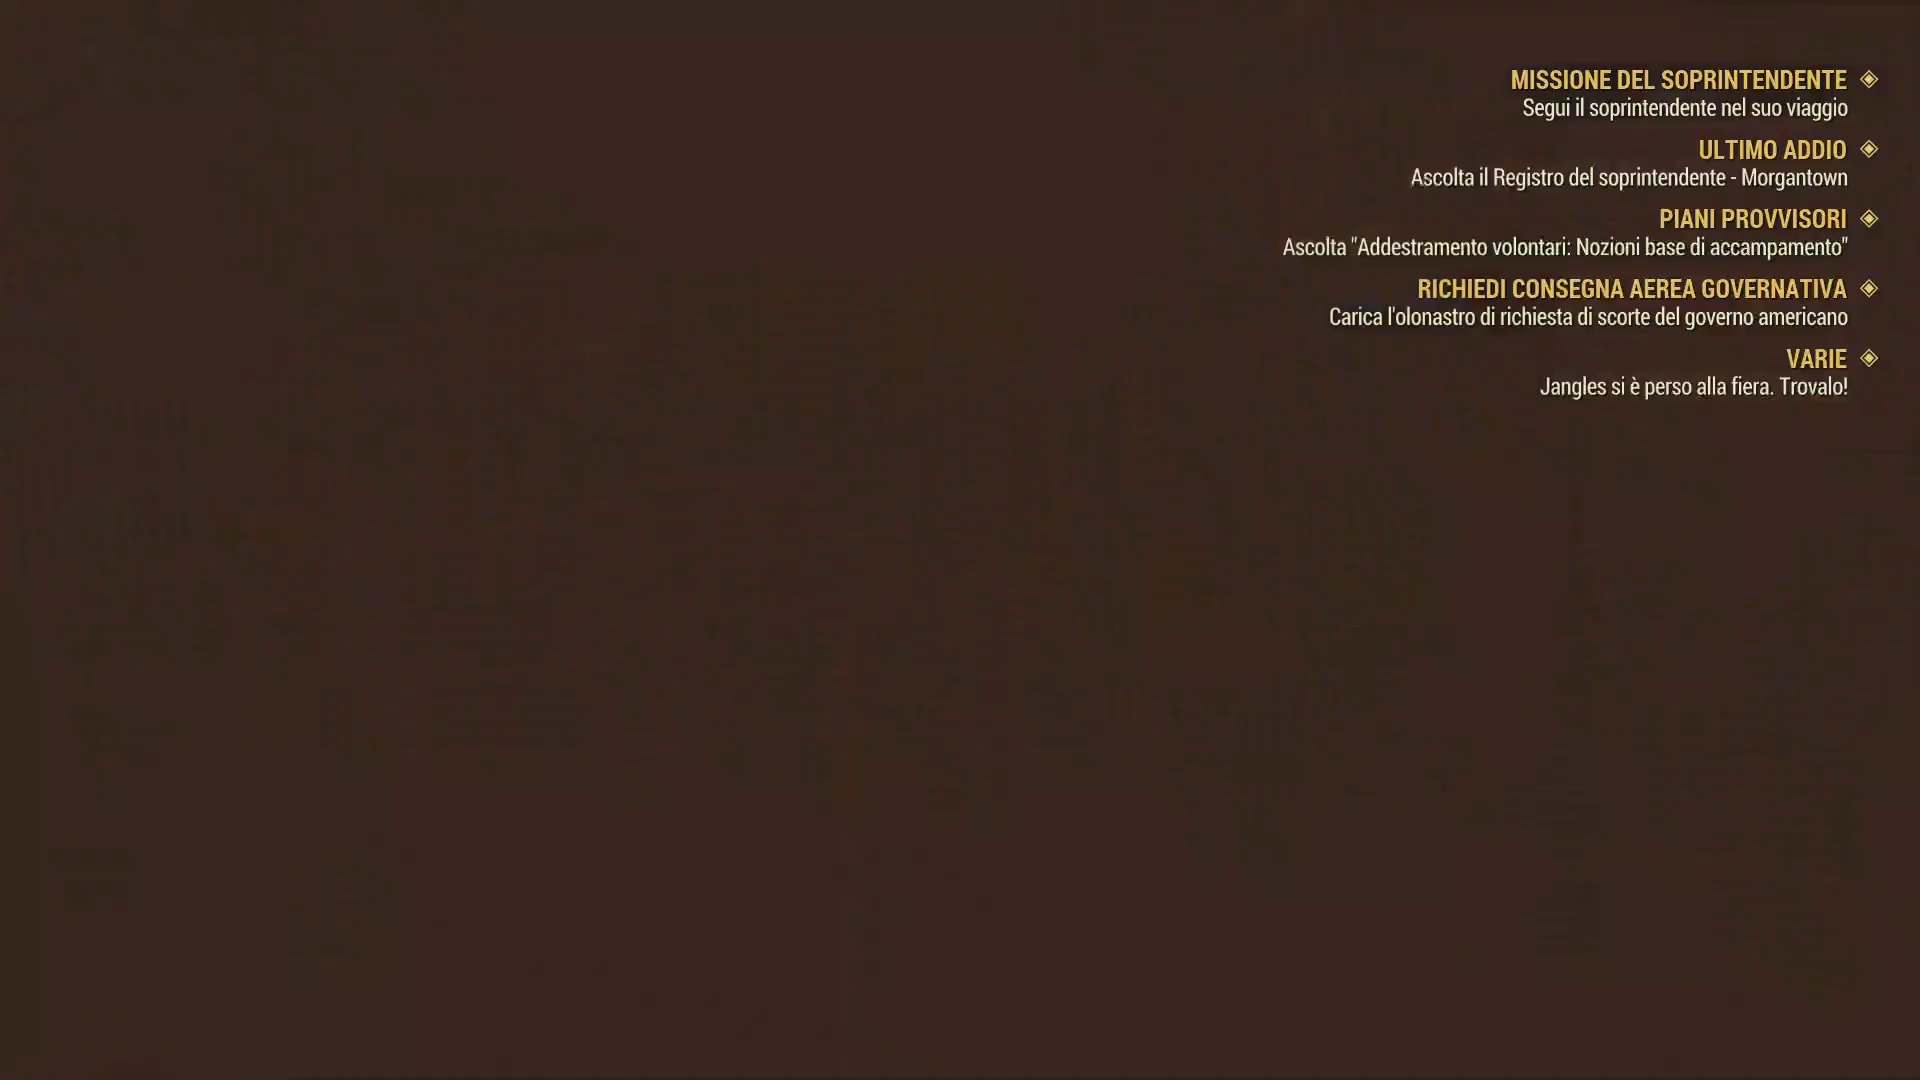 MISSIONE DEL SOPRINTENDENTE
Segui il soprintendente nel suo viaggio
ULTIMO ADDIO
Ascolta il Registro del soprintendente - Morgantown
PIANI PROVVISORI
Ascolta "Addestramento volontari: Nozioni base di accampamento"
RICHIEDI CONSEGNA AEREA GOVERNATIVA
Carica l'olonastro di richiesta di scorte del governo americano
VARIE
Jangles si è perso alla fiera. Trovalo!